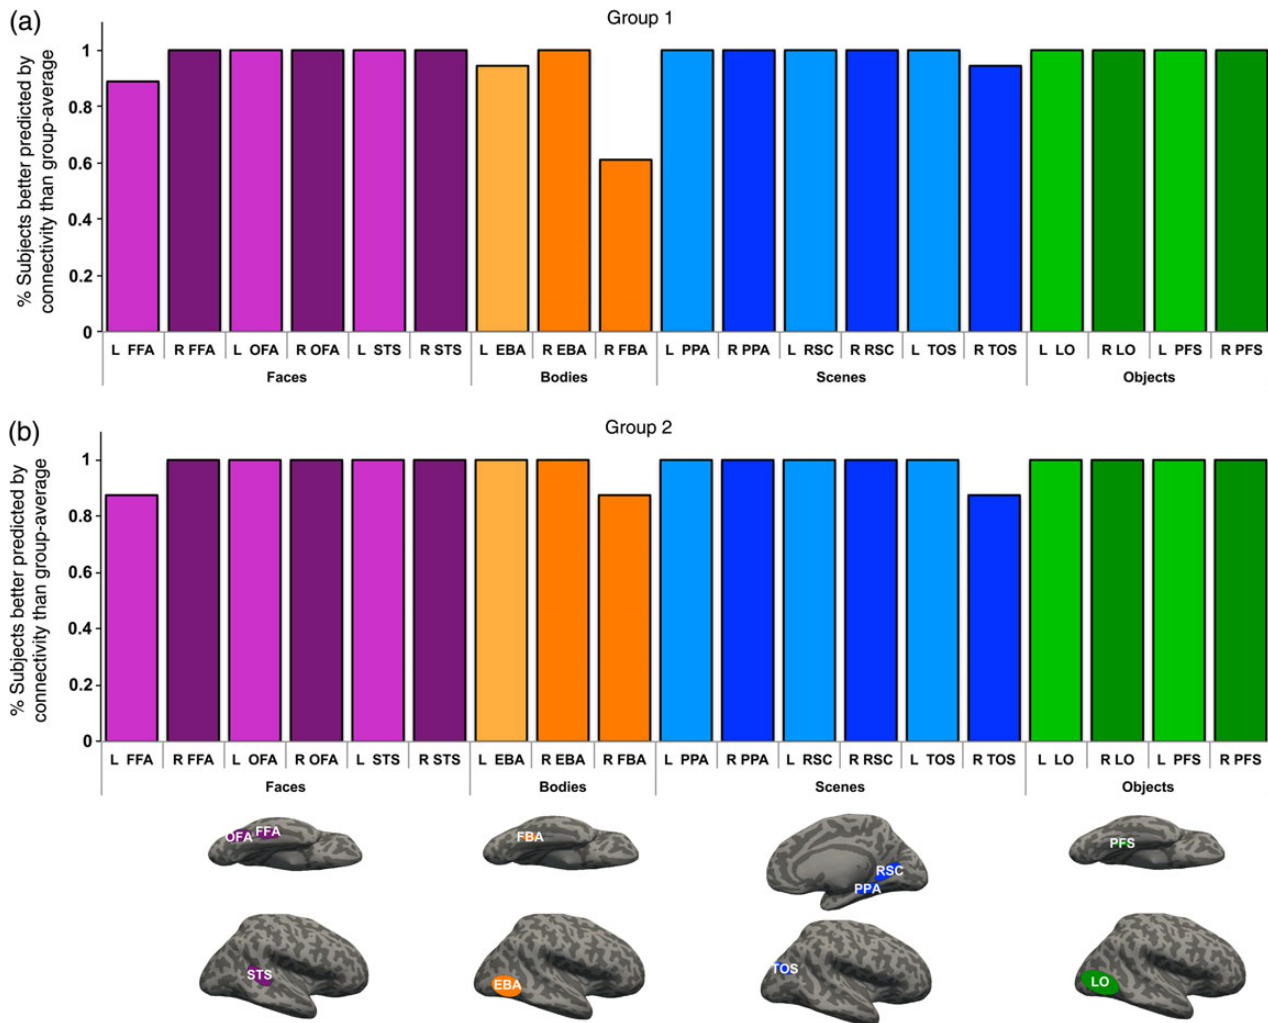 (a)
Group 1
% Subjects better predicted by
connectivity than group-average
1
0.8
0.6
0.4
0.2
0
L FFA R FFA L OFA R OFA L STS R STS L EBA R EBA R FBA L PPA R PPA L RSC R RSC L TOS R TOS L LO R LO L PFS R PFS
Faces Bodies Scenes Objects
(b)
Group 2
% Subjects better predicted by
connectivity than group-average
1
0.8
0.6
0.4
0.2
0
L FFA R FFA L OFA R OFA L STS R STS L EBA R EBA R FBA L PPA R PPA L RSC R RSC L TOS R TOS L LO R LO L PFS R PFS
Faces Bodies Scenes Objects
OFA FFA
FBA
RSC
PPA
PFS
STS
EBA
TOS
LO